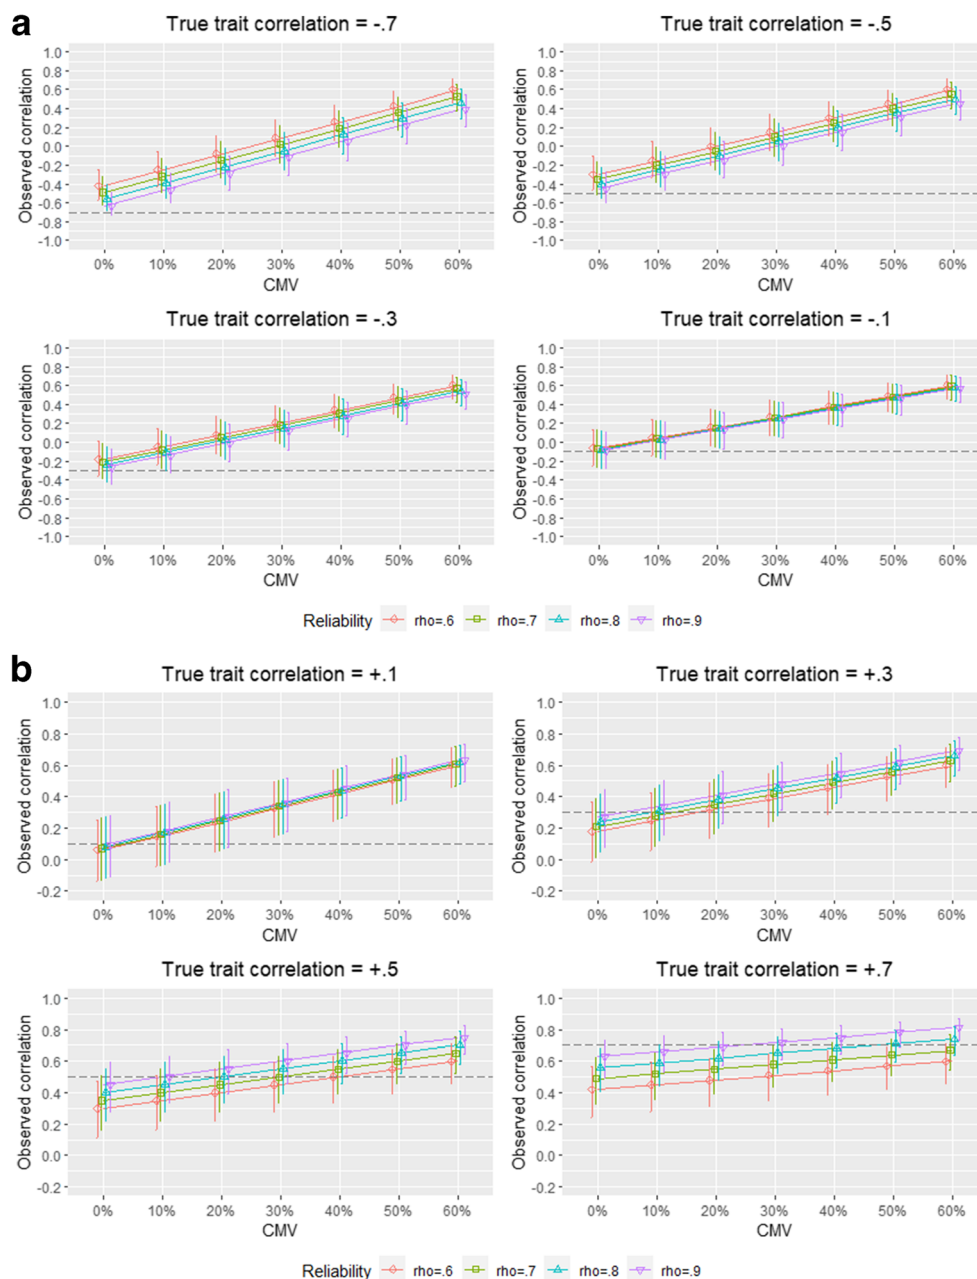 a
True trait correlation = -.7
Observed correlation
1.0
0.8
0.6
0.4
0.2
0.0
-0.2
-0.4
-0.6
-0.8
-1.0
0% 10% 20% 30% 40% 50% 60%
CMV
True trait correlation = -.5
Observed correlation
1.0
0.8
0.6
0.4
0.2
0.0
-0.2
-0.4
-0.6
-0.8
-1.0
0% 10% 20% 30% 40% 50% 60%
CMV
True trait correlation = -.3
Observed correlation
1.0
0.8
0.6
0.4
0.2
0.0
-0.2
-0.4
-0.6
-0.8
-1.0
0% 10% 20% 30% 40% 50% 60%
CMV
True trait correlation = -.1
Observed correlation
1.0
0.8
0.6
0.4
0.2
0.0
-0.2
-0.4
-0.6
-0.8
-1.0
0% 10% 20% 30% 40% 50% 60%
CMV
Reliability rho=.6 rho=.7 rho=.8 rho=.9
b
True trait correlation = +.1
Observed correlation
1.0
0.8
0.6
0.4
0.2
0.0
-0.2
0% 10% 20% 30% 40% 50% 60%
CMV
True trait correlation = +.3
Observed correlation
1.0
0.8
0.6
0.4
0.2
0.0
-0.2
0% 10% 20% 30% 40% 50% 60%
CMV
True trait correlation = +.5
Observed correlation
1.0
0.8
0.6
0.4
0.2
0.0
-0.2
0% 10% 20% 30% 40% 50% 60%
CMV
True trait correlation = +.7
Observed correlation
1.0
0.8
0.6
0.4
0.2
0.0
-0.2
0% 10% 20% 30% 40% 50% 60%
CMV
Reliability rho=.6 rho=.7 rho=.8 rho=.9